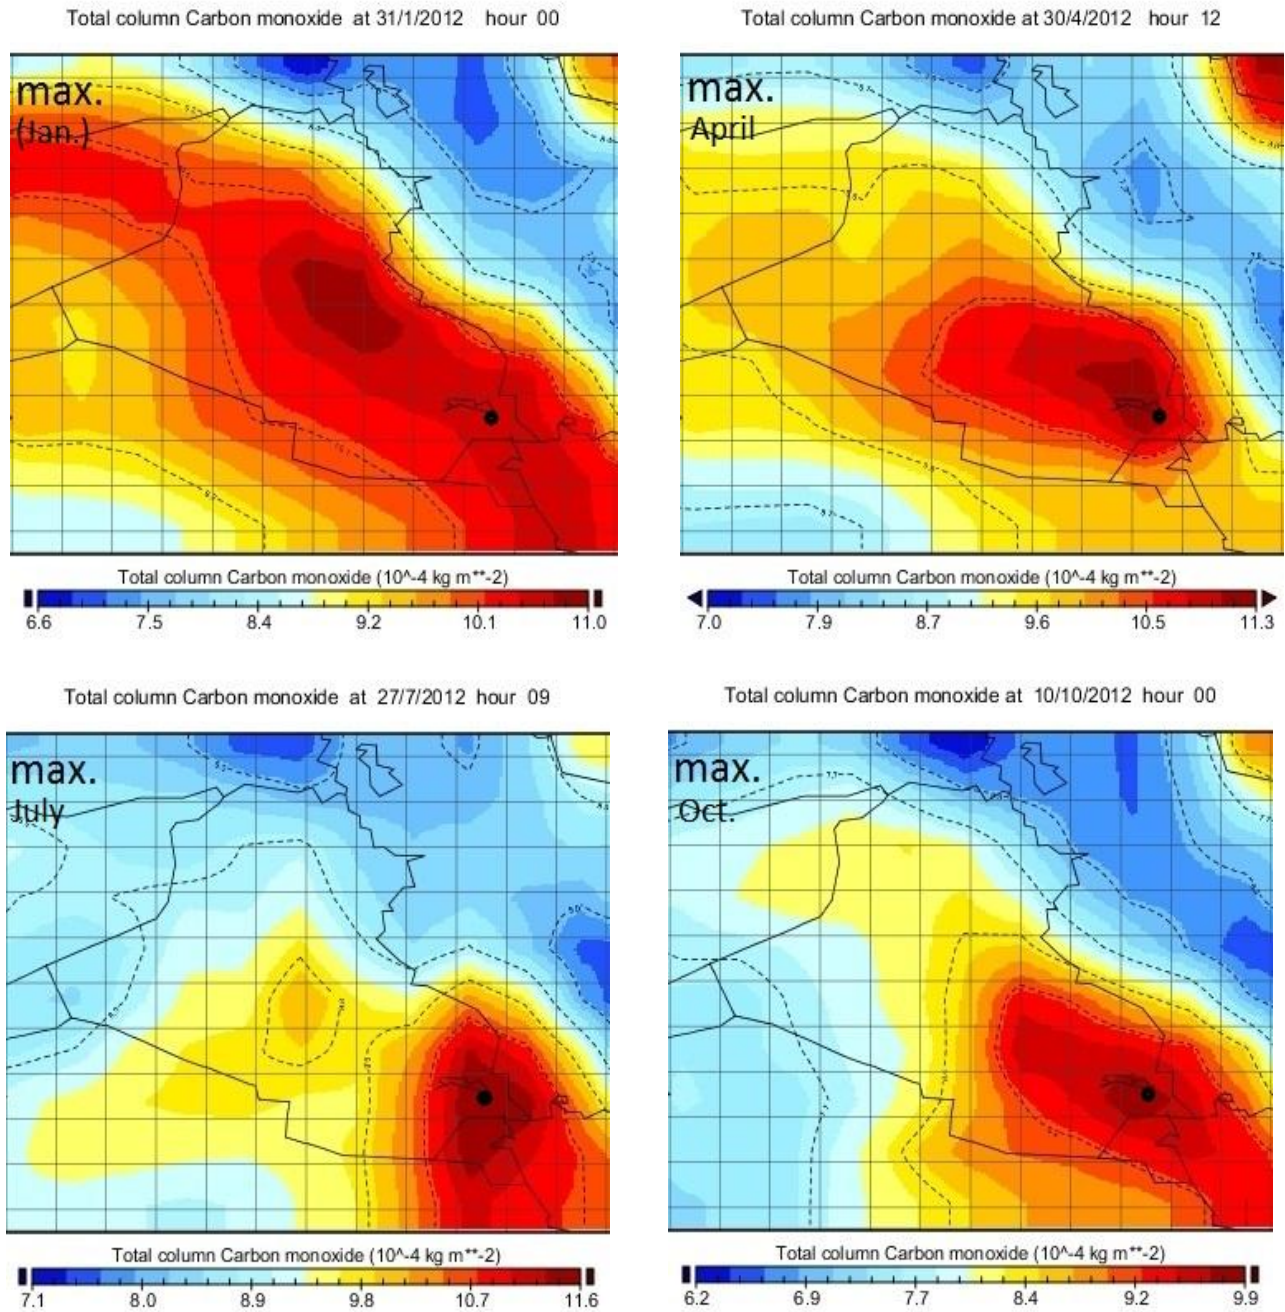 Total column Carbon monoxide at 31/1/2012 hour 00
max.
(Jan.)
Total column Carbon monoxide (10^-4 kg m**-2)
6.6 7.5 8.4 9.2 10.1 11.0
Total column Carbon monoxide at 30/4/2012 hour 12
max.
April
Total column Carbon monoxide (10^-4 kg m**-2)
7.0 7.9 8.7 9.6 10.5 11.3
Total column Carbon monoxide at 27/7/2012 hour 09
max.
July
Total column Carbon monoxide (10^-4 kg m**-2)
7.1 8.0 8.9 9.8 10.7 11.6
Total column Carbon monoxide at 10/10/2012 hour 00
max.
Oct.
Total column Carbon monoxide (10^-4 kg m**-2)
6.2 6.9 7.7 8.4 9.2 9.9